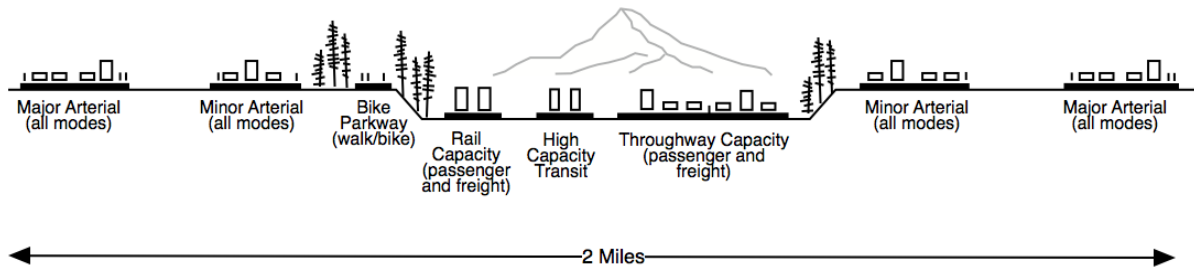 Major Arterial
(all modes)
Minor Arterial
(all modes)
Bike
Parkway
(walk/bike)
Rail
Capacity
(passenger
and freight)
High
Capacity
Transit
Throughway Capacity
(passenger and
freight)
Minor Arterial
(all modes)
Major Arterial
(all modes)
2 Miles